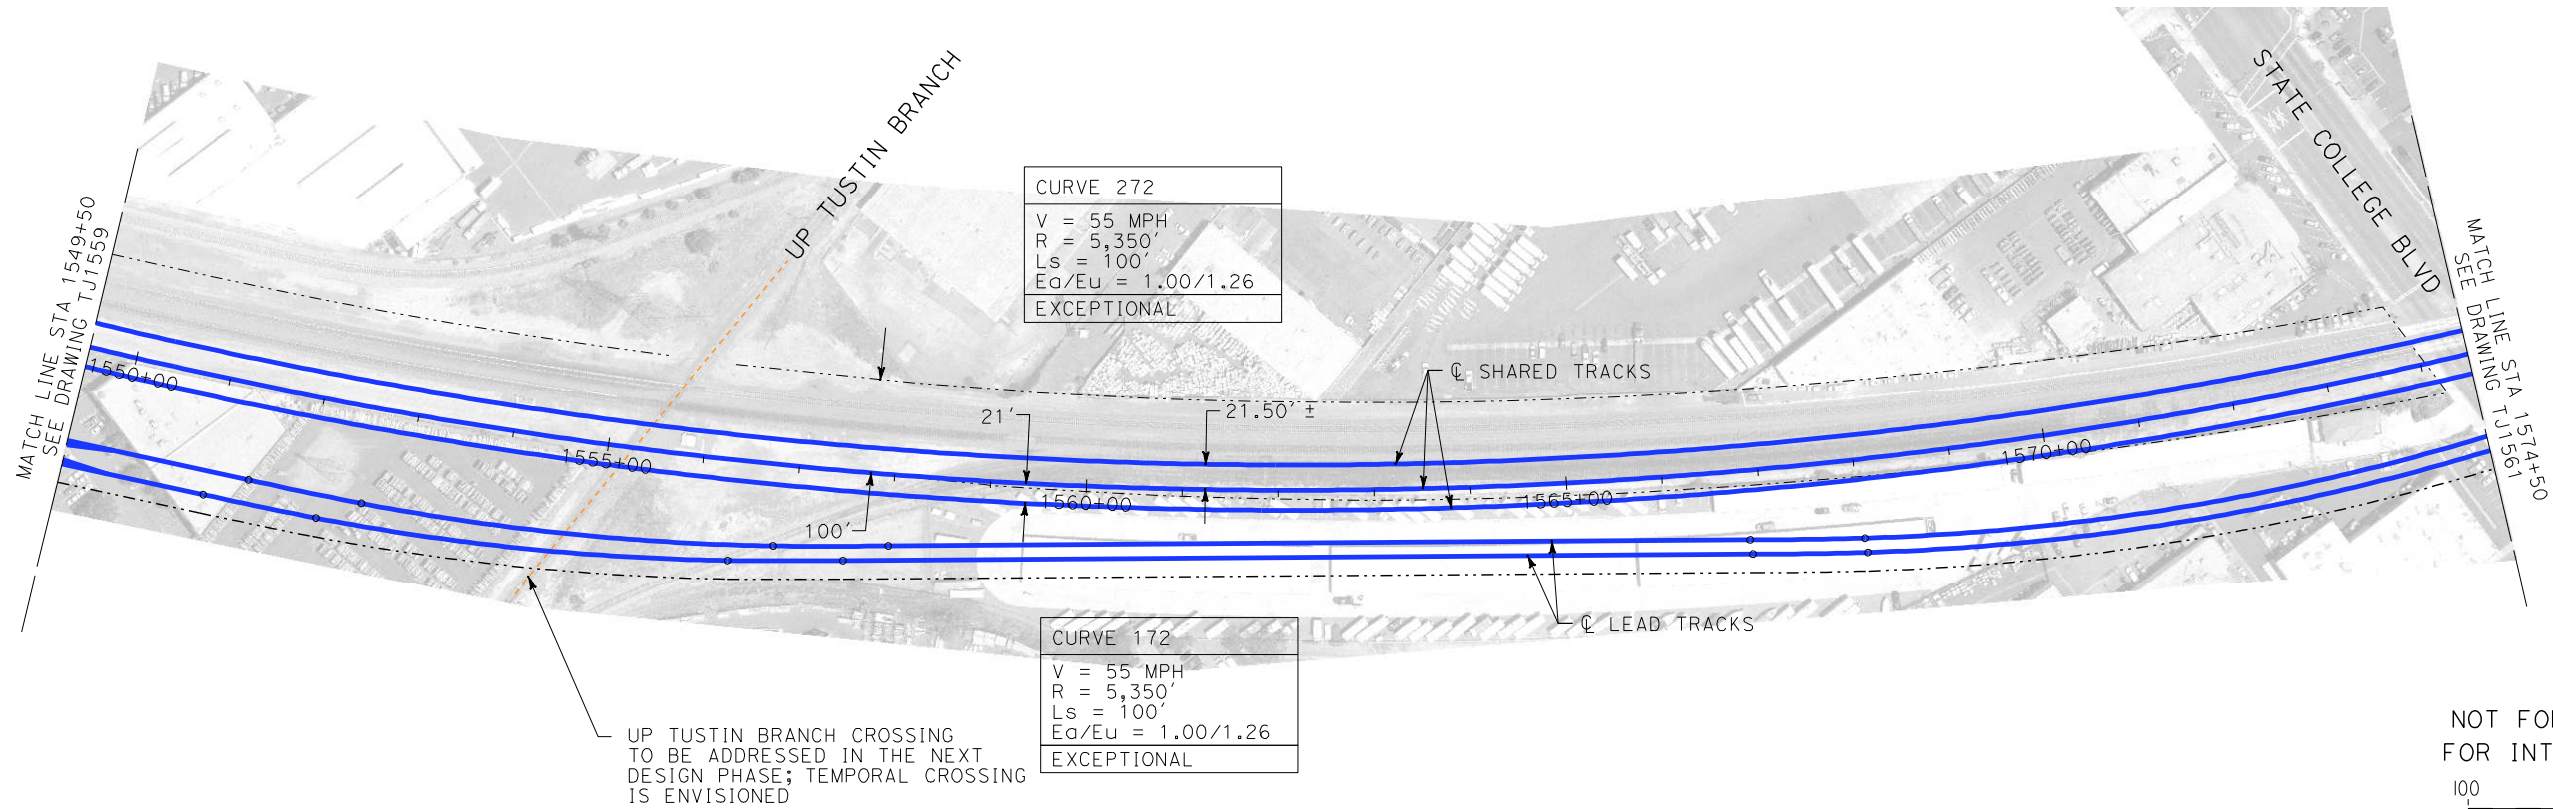 MATCH LINE STA 1549+50
SEE DRAWING TJ1559
UP TUSTIN BRANCH
STATE COLLEGE BLVD
MATCH LINE STA 1574+50
SEE DRAWING TJ1561
CURVE 272
V = 55 MPH
R = 5,350'
Ls = 100'
Ea/Eu = 1.00/1.26
EXCEPTIONAL
℄ SHARED TRACKS
21'
21.50' ±
1550+00
1555+00
1560+00
1565+00
1570+00
100'
℄ LEAD TRACKS
CURVE 172
V = 55 MPH
R = 5,350'
Ls = 100'
Ea/Eu = 1.00/1.26
EXCEPTIONAL
UP TUSTIN BRANCH CROSSING
TO BE ADDRESSED IN THE NEXT
DESIGN PHASE; TEMPORAL CROSSING
IS ENVISIONED
NOT
FOR INT
100